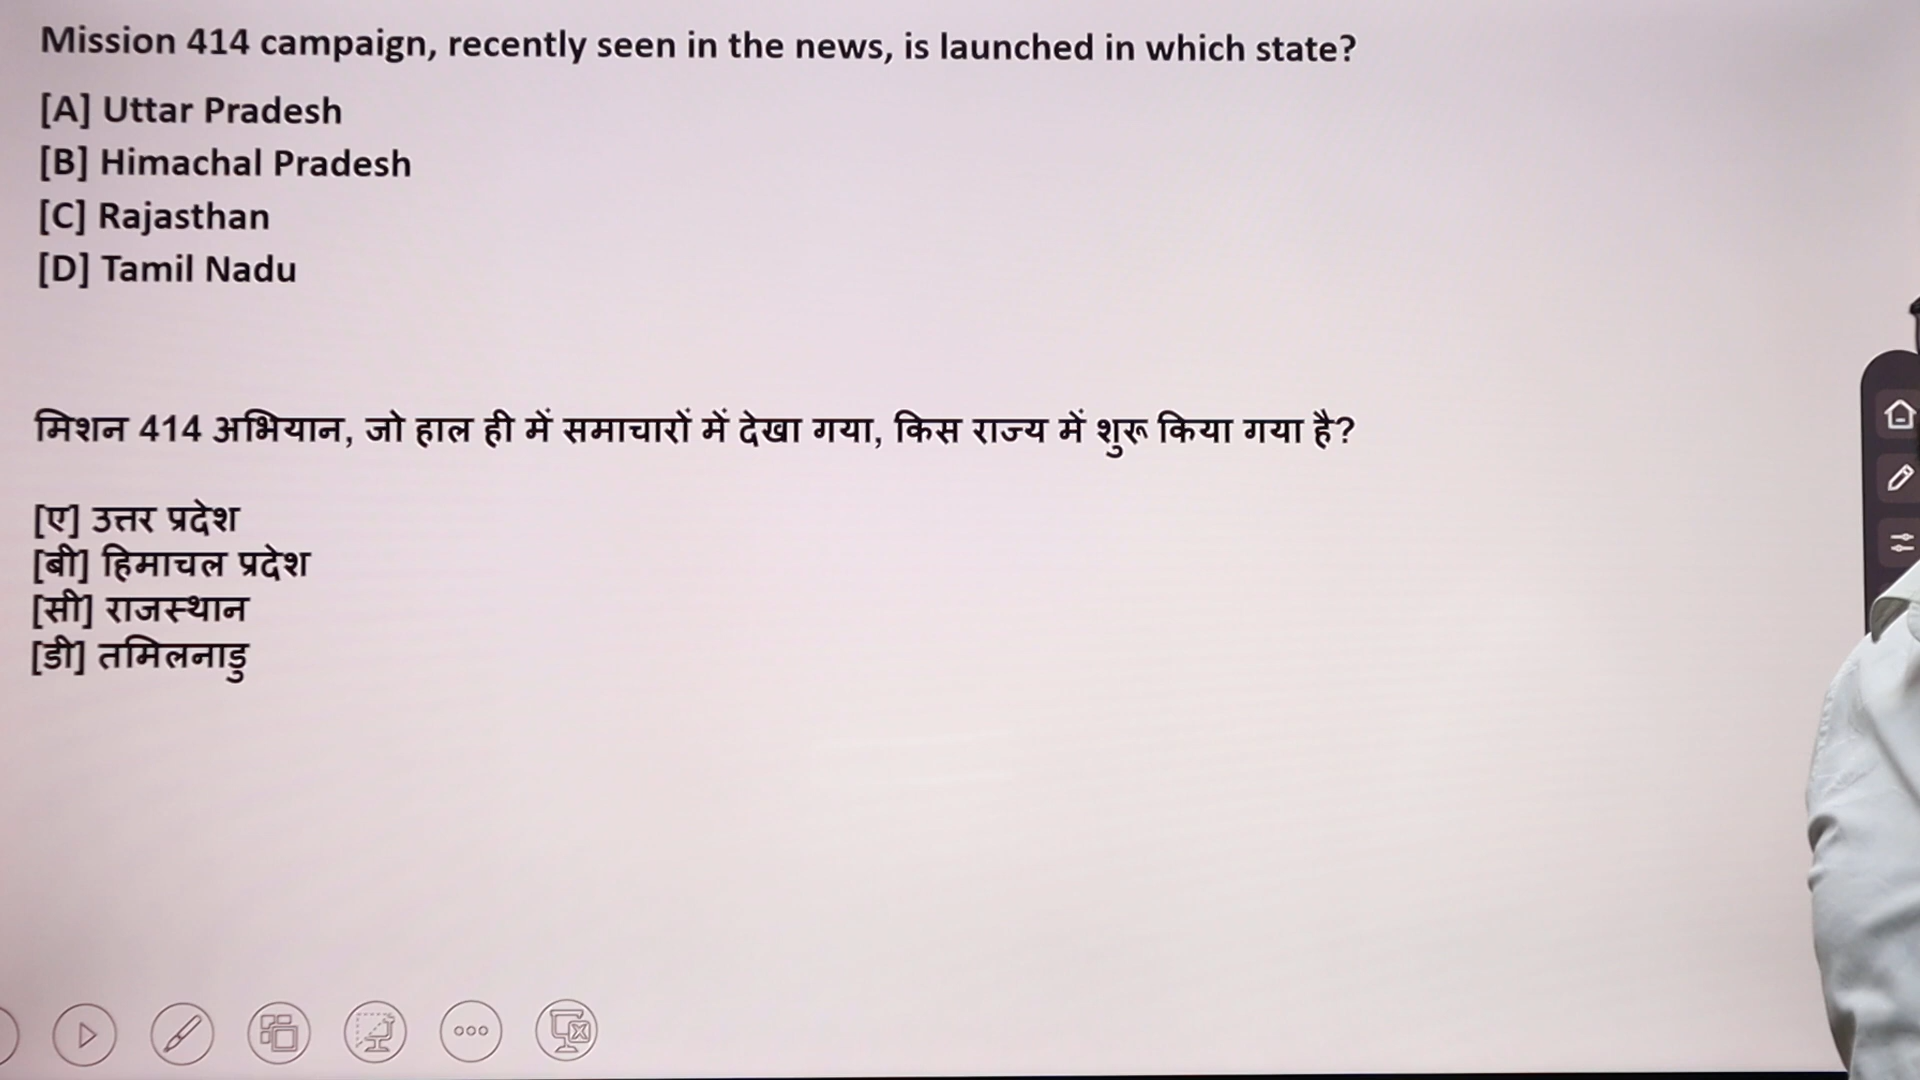 Mission 414 campaign, recently seen in the news, is launched in which state?
[A] Uttar Pradesh
[B] Himachal Pradesh
[C] Rajasthan
[D] Tamil Nadu
मिशन 414 अभियान, जो हाल ही में समाचारों में देखा गया, किस राज्य में शुरू किया गया है?
[ए] उत्तर प्रदेश
[बी] हिमाचल प्रदेश
[सी] राजस्थान
[डी] तमिलनाडु